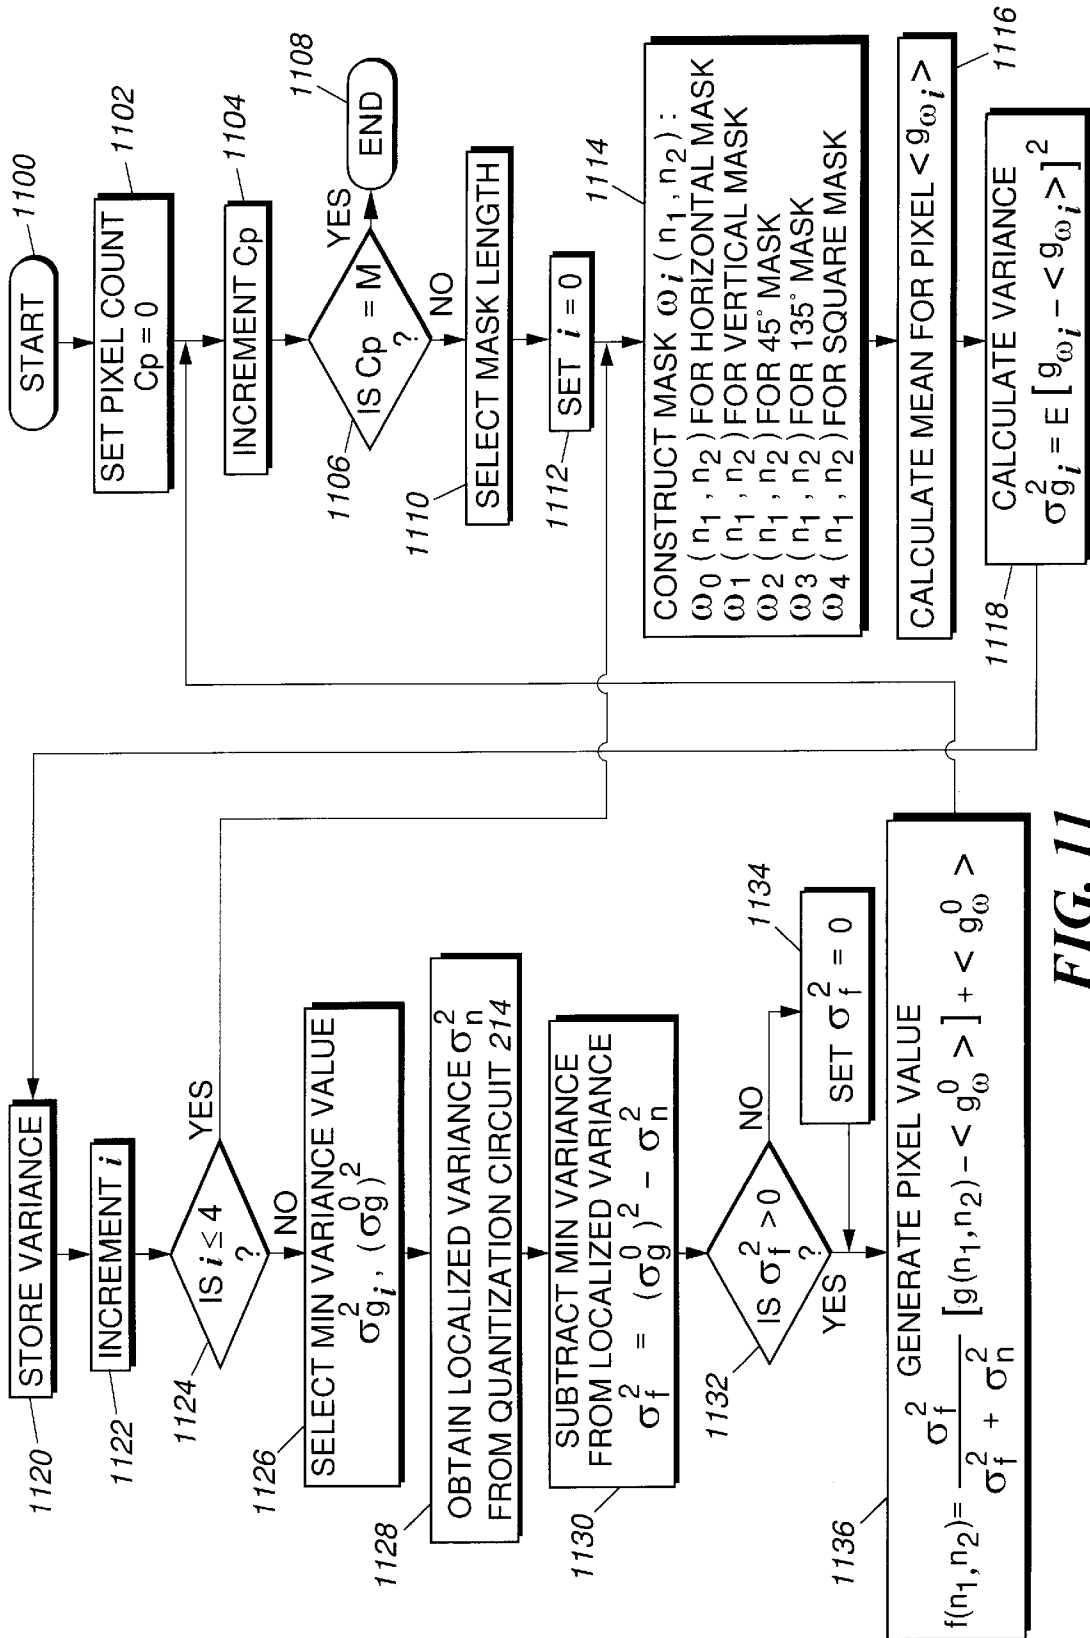 START
1100
SET PIXEL COUNT
Cp = 0
1102
INCREMENT Cp
1104
IS Cp = M
?
1106
YES
END
1108
NO
SELECT MASK LENGTH
1110
SET i = 0
1112
CONSTRUCT MASK ω_i (n_1, n_2) :
ω_0 (n_1, n_2) FOR HORIZONTAL MASK
ω_1 (n_1, n_2) FOR VERTICAL MASK
ω_2 (n_1, n_2) FOR 45° MASK
ω_3 (n_1, n_2) FOR 135° MASK
ω_4 (n_1, n_2) FOR SQUARE MASK
1114
CALCULATE MEAN FOR PIXEL < g_ω_i >
1116
CALCULATE VARIANCE
σ²_g_i = E [ g_ω_i - < g_ω_i > ]²
1118
STORE VARIANCE
1120
INCREMENT i
1122
IS i ≤ 4
?
1124
YES
NO
SELECT MIN VARIANCE VALUE
σ²_g_i, (σ⁰_g)²
1126
OBTAIN LOCALIZED VARIANCE σ²_n
FROM QUANTIZATION CIRCUIT 214
1128
SUBTRACT MIN VARIANCE
FROM LOCALIZED VARIANCE
σ²_f = (σ⁰_g)² - σ²_n
1130
IS σ²_f > 0
?
1132
NO
SET σ²_f = 0
1134
YES
GENERATE PIXEL VALUE
f(n_1, n_2) = σ²_f / (σ²_f + σ²_n) [ g(n_1, n_2) - < g⁰_ω > ] + < g⁰_ω >
1136
FIG. 11